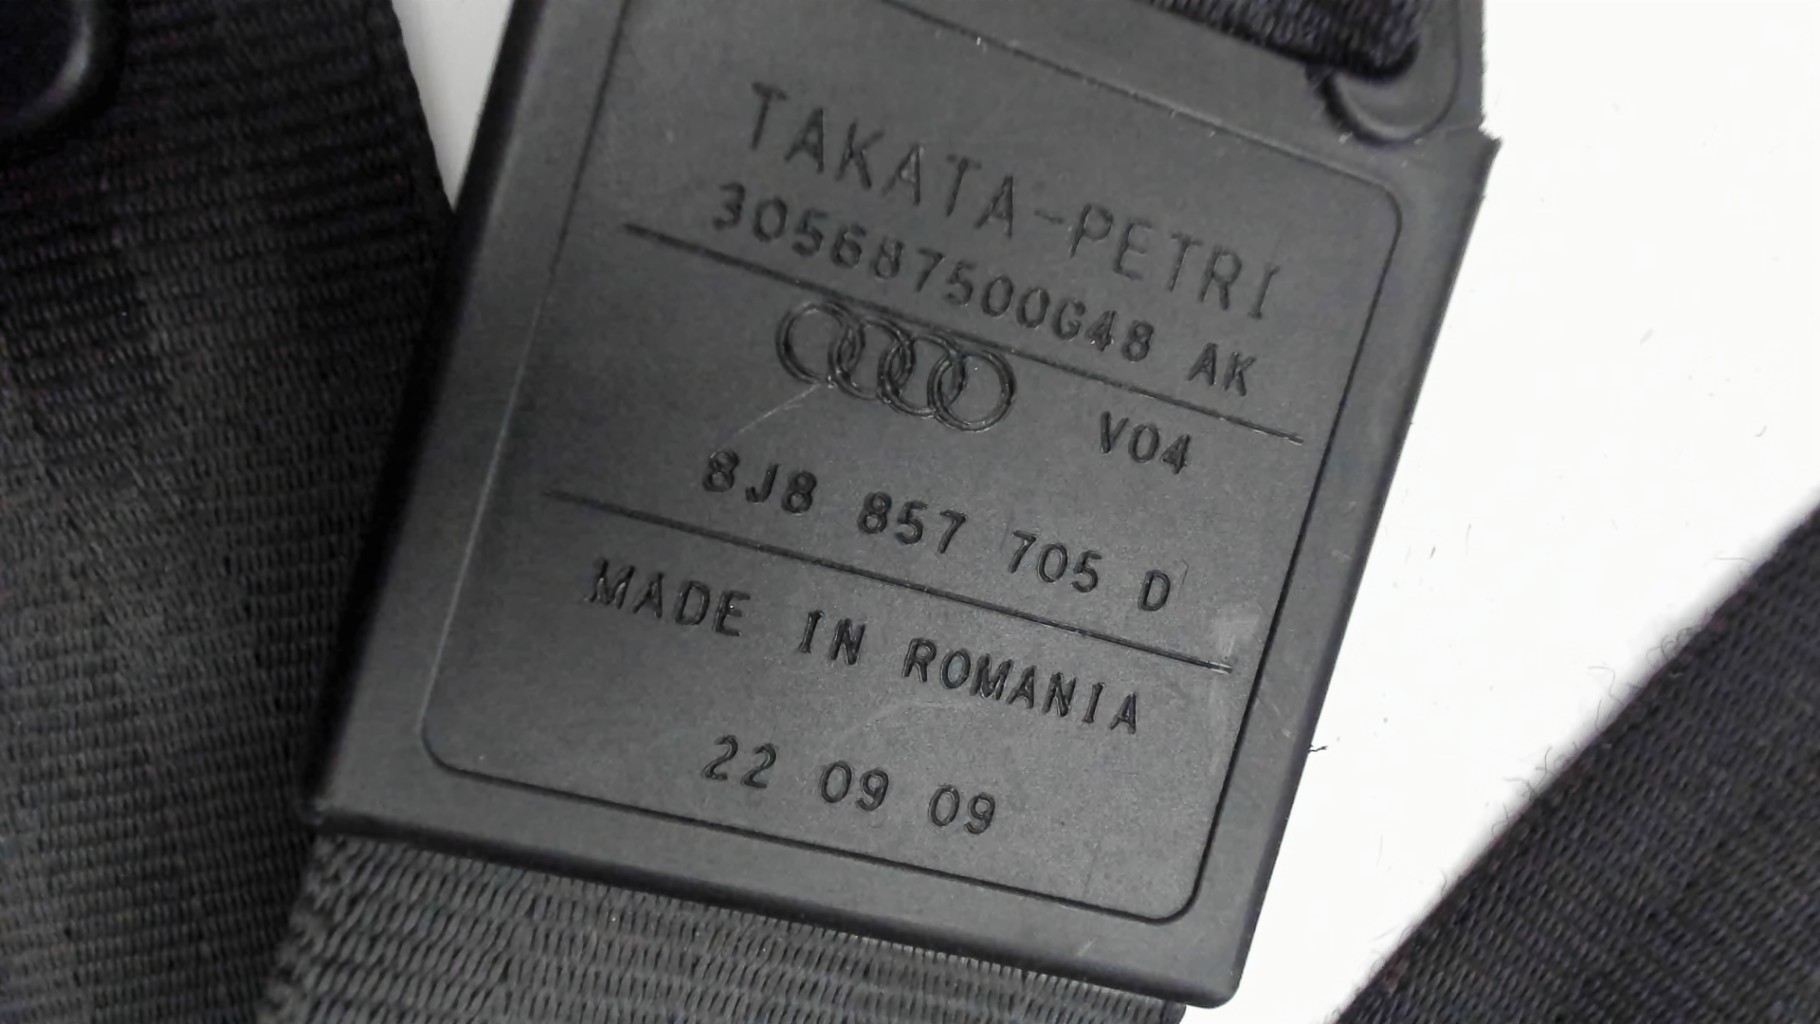 TAKATA-PETRI
305687500G48 AK
V04
8J8 857 705 D
MADE IN ROMANIA
22 09 09